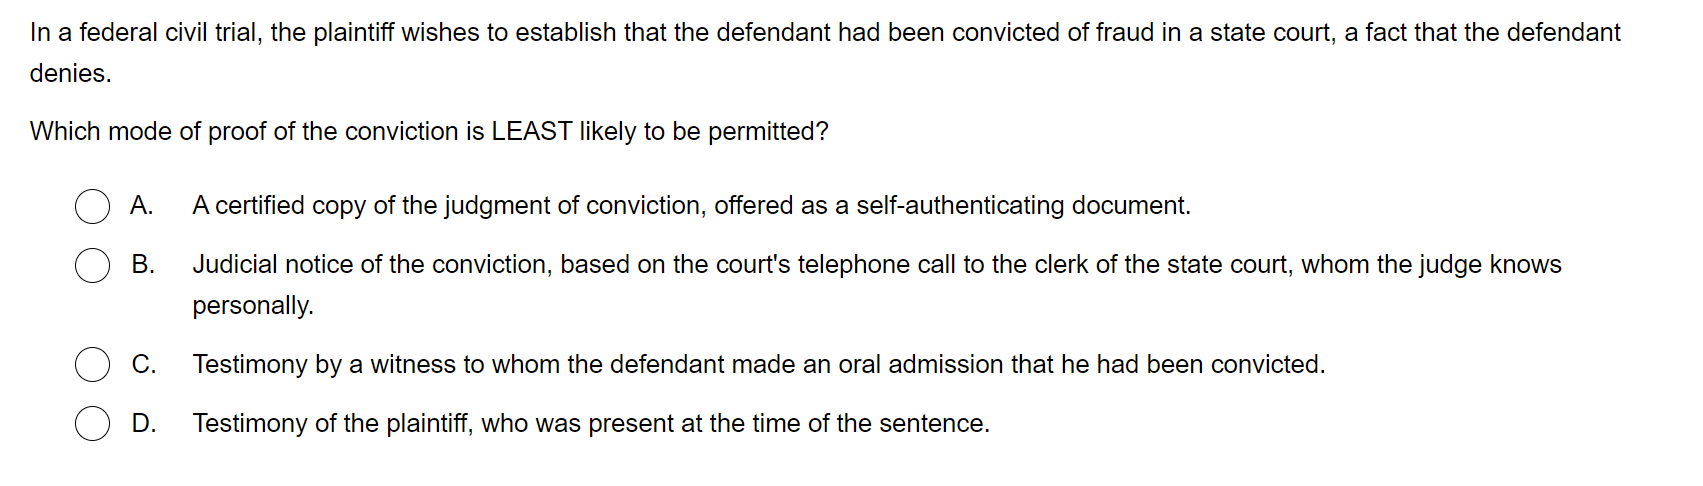 In a federal civil trial, the plaintiff wishes to establish that the defendant had been convicted of fraud in a state court, a fact that the defendant
denies.
Which mode of proof of the conviction is LEAST likely to be permitted?
A. A certified copy of the judgment of conviction, offered as a self-authenticating document.
B. Judicial notice of the conviction, based on the court's telephone call to the clerk of the state court, whom the judge knows
personally.
C. Testimony by a witness to whom the defendant made an oral admission that he had been convicted.
D. Testimony of the plaintiff, who was present at the time of the sentence.